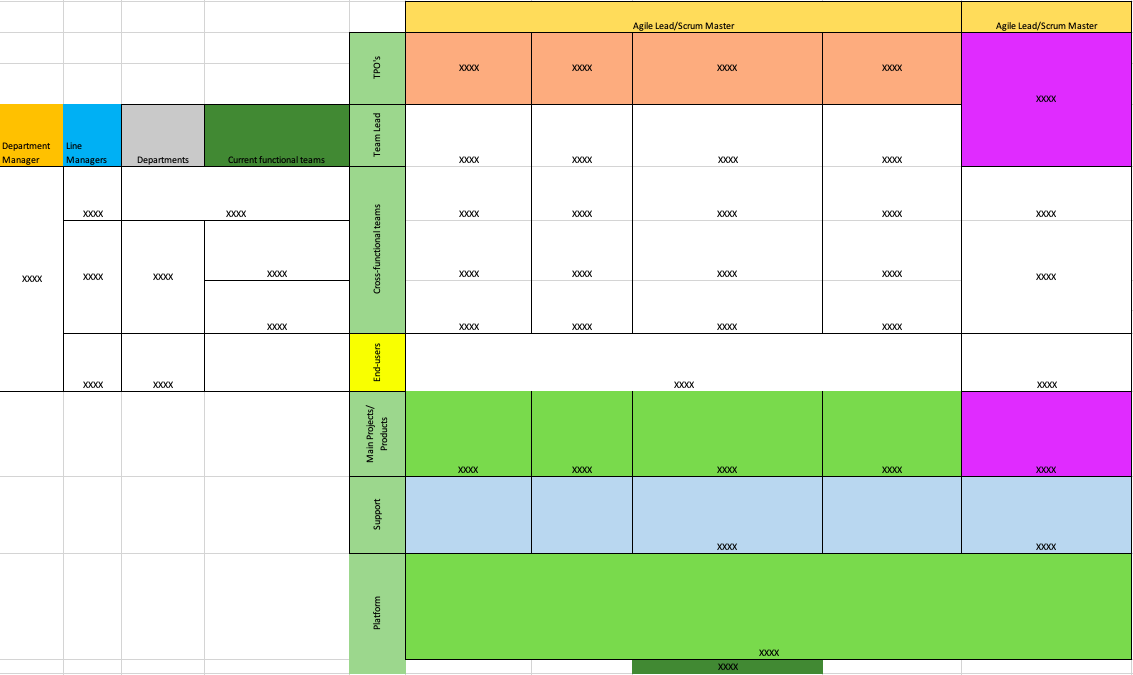 Agile Lead/Scrum Master Agile Lead/Scrum Master
TPO's XXXX XXXX XXXX XXXX XXXX
Department Manager Line Managers Departments Current functional teams Team Lead XXXX XXXX XXXX XXXX
Cross-functional teams
XXXX XXXX XXXX XXXX XXXX XXXX XXXX
XXXX XXXX XXXX XXXX XXXX XXXX XXXX XXXX XXXX
XXXX XXXX XXXX XXXX XXXX
End-users XXXX XXXX XXXX XXXX
Main Projects/
Products
XXXX XXXX XXXX XXXX XXXX
Support XXXX XXXX
Platform XXXX
XXXX